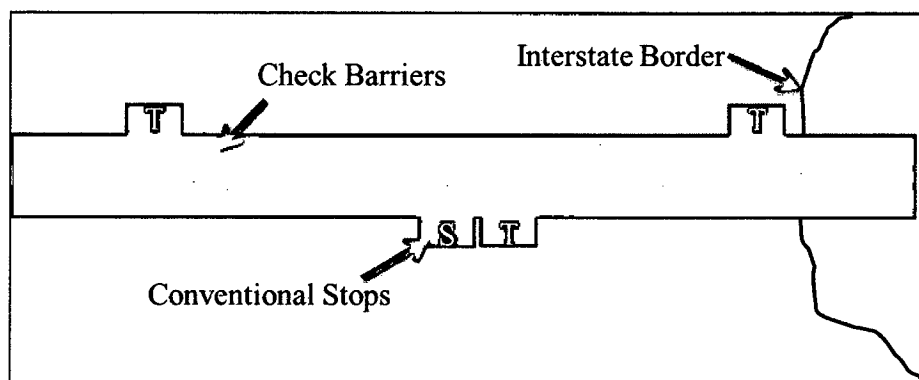 Interstate Border
Check Barriers
T
T
S T
Conventional Stops